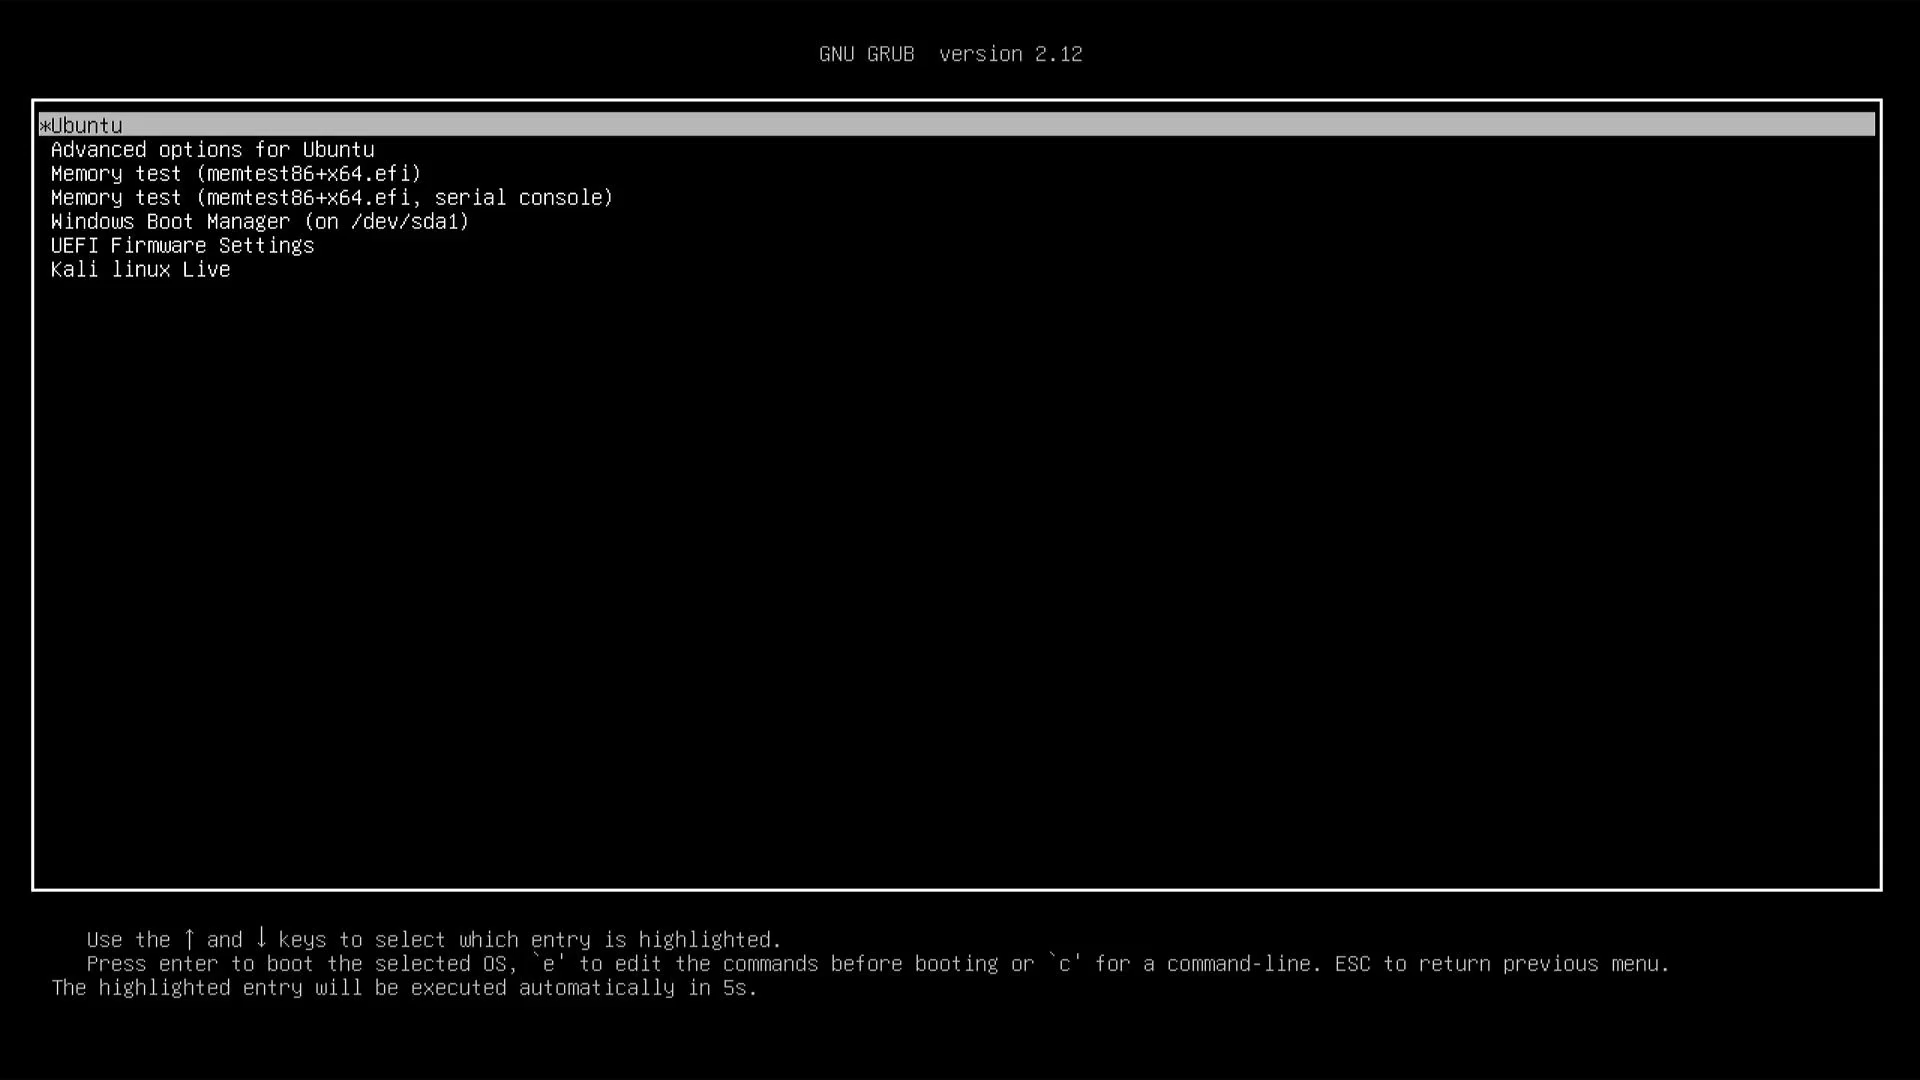 GNU GRUB  version 2.12
*Ubuntu
Advanced options for Ubuntu
Memory test (memtest86+x64.efi)
Memory test (memtest86+x64.efi, serial console)
Windows Boot Manager (on /dev/sda1)
UEFI Firmware Settings
Kali linux Live
Use the ↑ and ↓ keys to select which entry is highlighted.
Press enter to boot the selected OS, `e' to edit the commands before booting or `c' for a command-line. ESC to return previous menu.
The highlighted entry will be executed automatically in 5s.